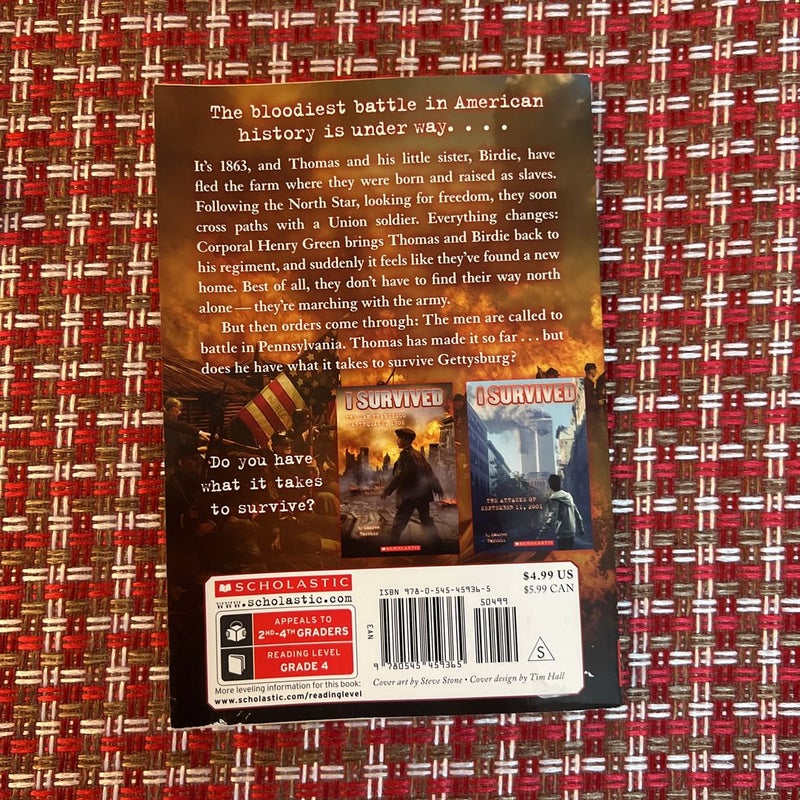 The bloodiest battle in American
history is under way. . . .
It's 1863, and Thomas and his little sister, Birdie, have
fled the farm where they were born and raised as slaves.
Following the North Star, looking for freedom, they soon
cross paths with a Union soldier. Everything changes:
Corporal Henry Green brings Thomas and Birdie back to
his regiment, and suddenly it feels like they've found a new
home. Best of all, they don't have to find their way north
alone — they're marching with the army.
But then orders come through: The men are called to
battle in Pennsylvania. Thomas has made it so far . . . but
does he have what it takes to survive Gettysburg?
Do you have
what it takes
to survive?
I SURVIVED
by Lauren
Tarshis
SCHOLASTIC
I SURVIVED
THE ATTACKS OF
SEPTEMBER 11, 2001
by Lauren
Tarshis
SCHOLASTIC
SCHOLASTIC
www.scholastic.com
APPEALS TO
2ND-4TH GRADERS
READING LEVEL
GRADE 4
More leveling information for this book:
www.scholastic.com/readinglevel
ISBN 978-0-545-45936-5
50499
EAN
9 780545 459365
$4.99 US
$5.99 CAN
S
Cover art by Steve Stone • Cover design by Tim Hall